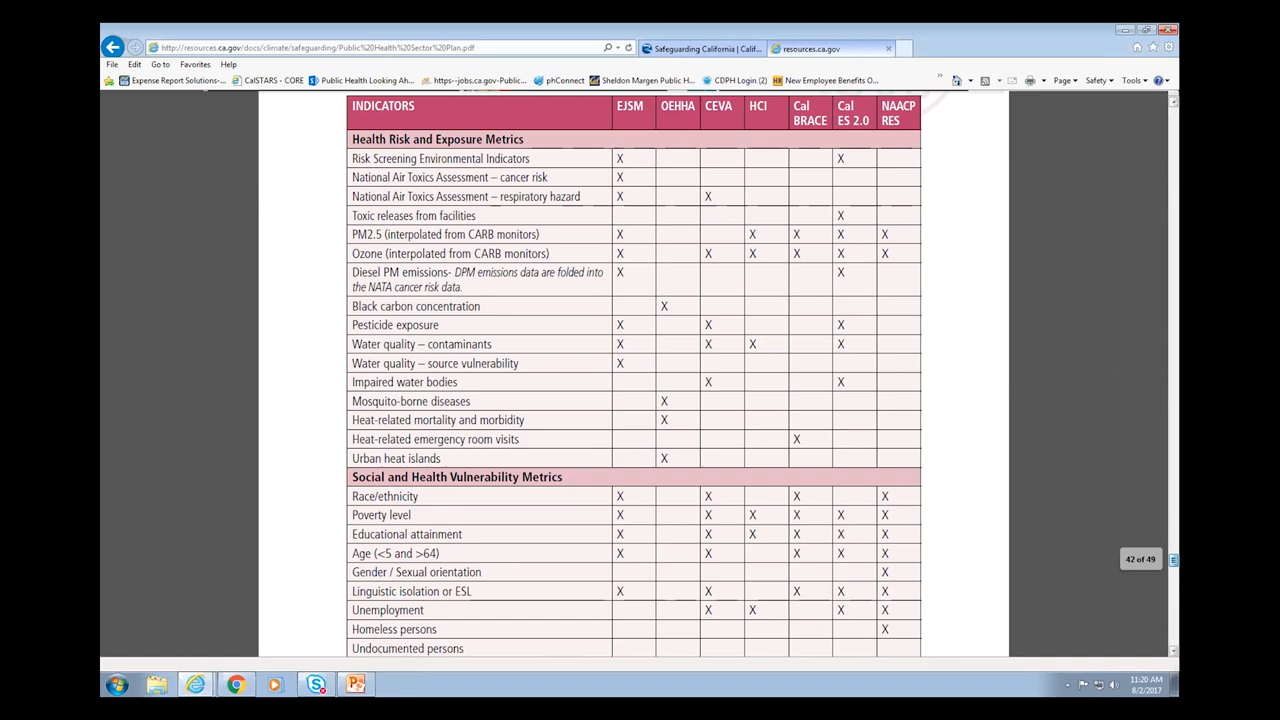 http://resources.ca.gov/docs/climate/safeguarding/Public%20Health%20Sector%20Plan.pdf
Safeguarding California | Calif...
resources.ca.gov
File Edit Go to Favorites Help
Expense Report Solutions-... CalSTARS - CORE Public Health Looking Ah... https--jobs.ca.gov-Public... phConnect Sheldon Margen Public H... CDPH Login (2) New Employee Benefits O... Page Safety Tools
INDICATORS EJSM OEHHA CEVA HCI Cal BRACE Cal ES 2.0 NAACP RES
Health Risk and Exposure Metrics
Risk Screening Environmental Indicators X X
National Air Toxics Assessment – cancer risk X
National Air Toxics Assessment – respiratory hazard X X
Toxic releases from facilities X
PM2.5 (interpolated from CARB monitors) X X X X X
Ozone (interpolated from CARB monitors) X X X X X X
Diesel PM emissions- DPM emissions data are folded into X X
the NATA cancer risk data.
Black carbon concentration X
Pesticide exposure X X X
Water quality – contaminants X X X X
Water quality – source vulnerability X
Impaired water bodies X X
Mosquito-borne diseases X
Heat-related mortality and morbidity X
Heat-related emergency room visits X
Urban heat islands X
Social and Health Vulnerability Metrics
Race/ethnicity X X X X
Poverty level X X X X X X
Educational attainment X X X X X X
Age (<5 and >64) X X X X X
Gender / Sexual orientation X
Linguistic isolation or ESL X X X X X
Unemployment X X X X
Homeless persons X
Undocumented persons
42 of 49
11:20 AM
8/2/2017